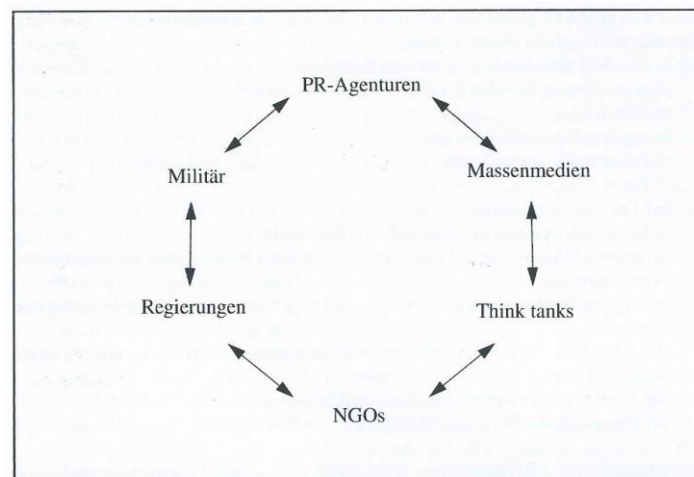 PR-Agenturen
Militär
Massenmedien
Regierungen
Think tanks
NGOs